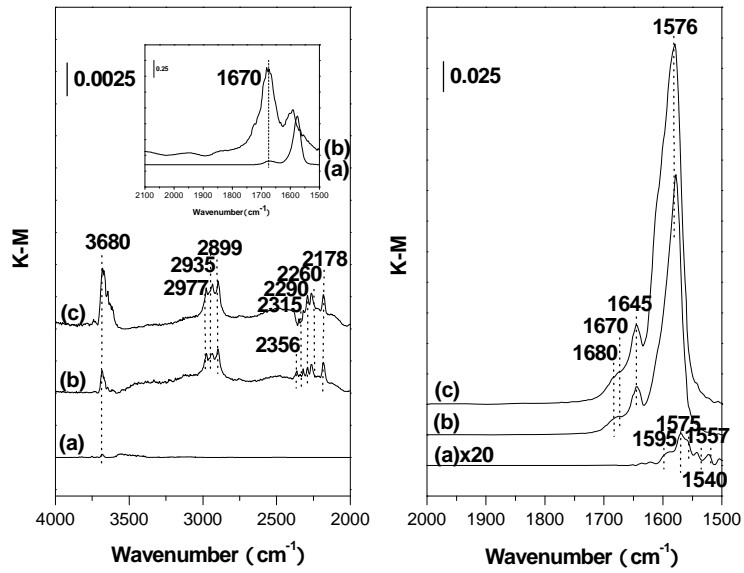 0.0025
0.25
1670
(b)
(a)
2100 2000 1900 1800 1700 1600 1500
Wavenumber(cm-1)
K-M
3680
2899
2935
2977
2178
2260
2290
2315
2356
(c)
(b)
(a)
4000 3500 3000 2500 2000
Wavenumber (cm-1)
0.025
1576
K-M
1645
1670
1680
(c)
(b)
1575
1595
1557
(a)x20
1540
2000 1900 1800 1700 1600 1500
Wavenumber (cm-1)